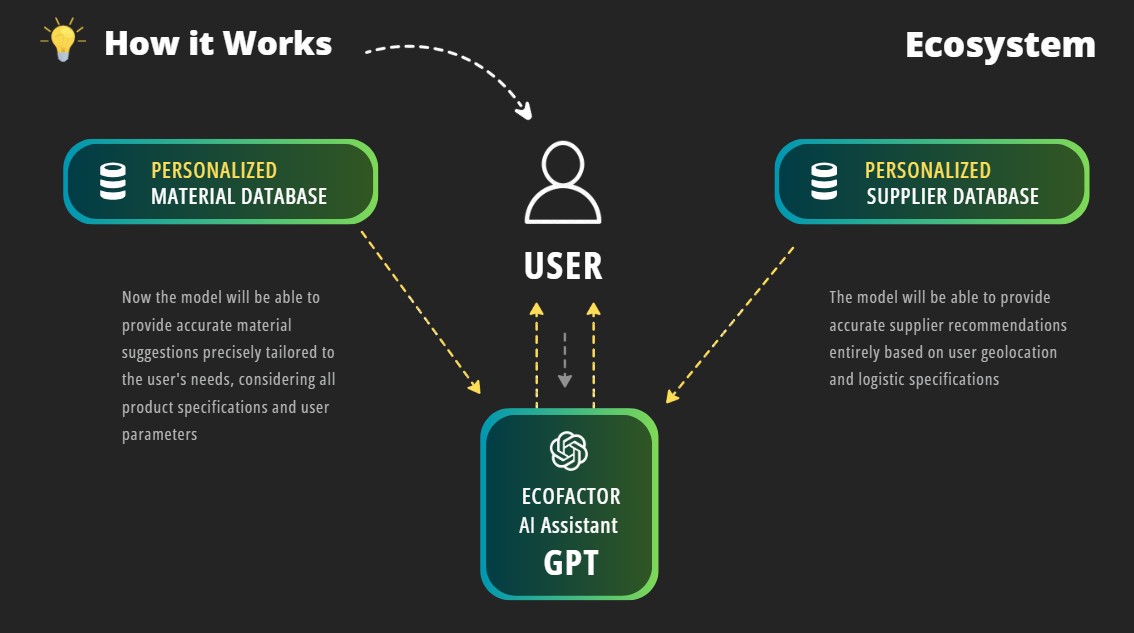 How it Works
Ecosystem
PERSONALIZED
MATERIAL DATABASE
PERSONALIZED
SUPPLIER DATABASE
USER
Now the model will be able to
provide accurate material
suggestions precisely tailored to
the user's needs, considering all
product specifications and user
parameters
The model will be able to provide
accurate supplier recommendations
entirely based on user geolocation
and logistic specifications
ECOFACTOR
AI Assistant
GPT